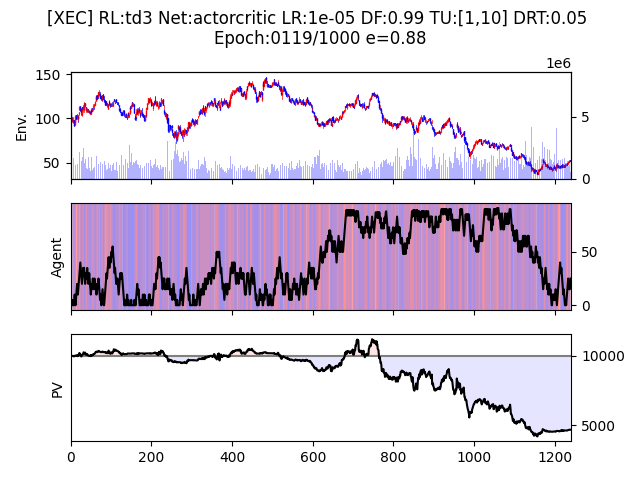 [XEC] RL:td3 Net:actorcritic LR:1e-05 DF:0.99 TU:[1,10] DRT:0.05
Epoch:0119/1000 e=0.88
1e6
150
100
50
Env.
5
0
Agent
50
0
PV
10000
5000
0
200
400
600
800
1000
1200